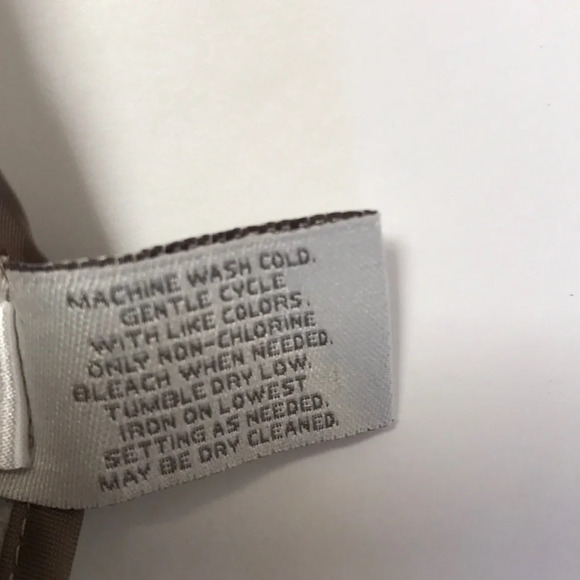 MACHINE WASH COLD.
GENTLE CYCLE
WITH LIKE COLORS.
ONLY NON-CHLORINE
BLEACH WHEN NEEDED.
TUMBLE DRY LOW.
IRON ON LOWEST
SETTING AS NEEDED.
MAY BE DRY CLEANED.